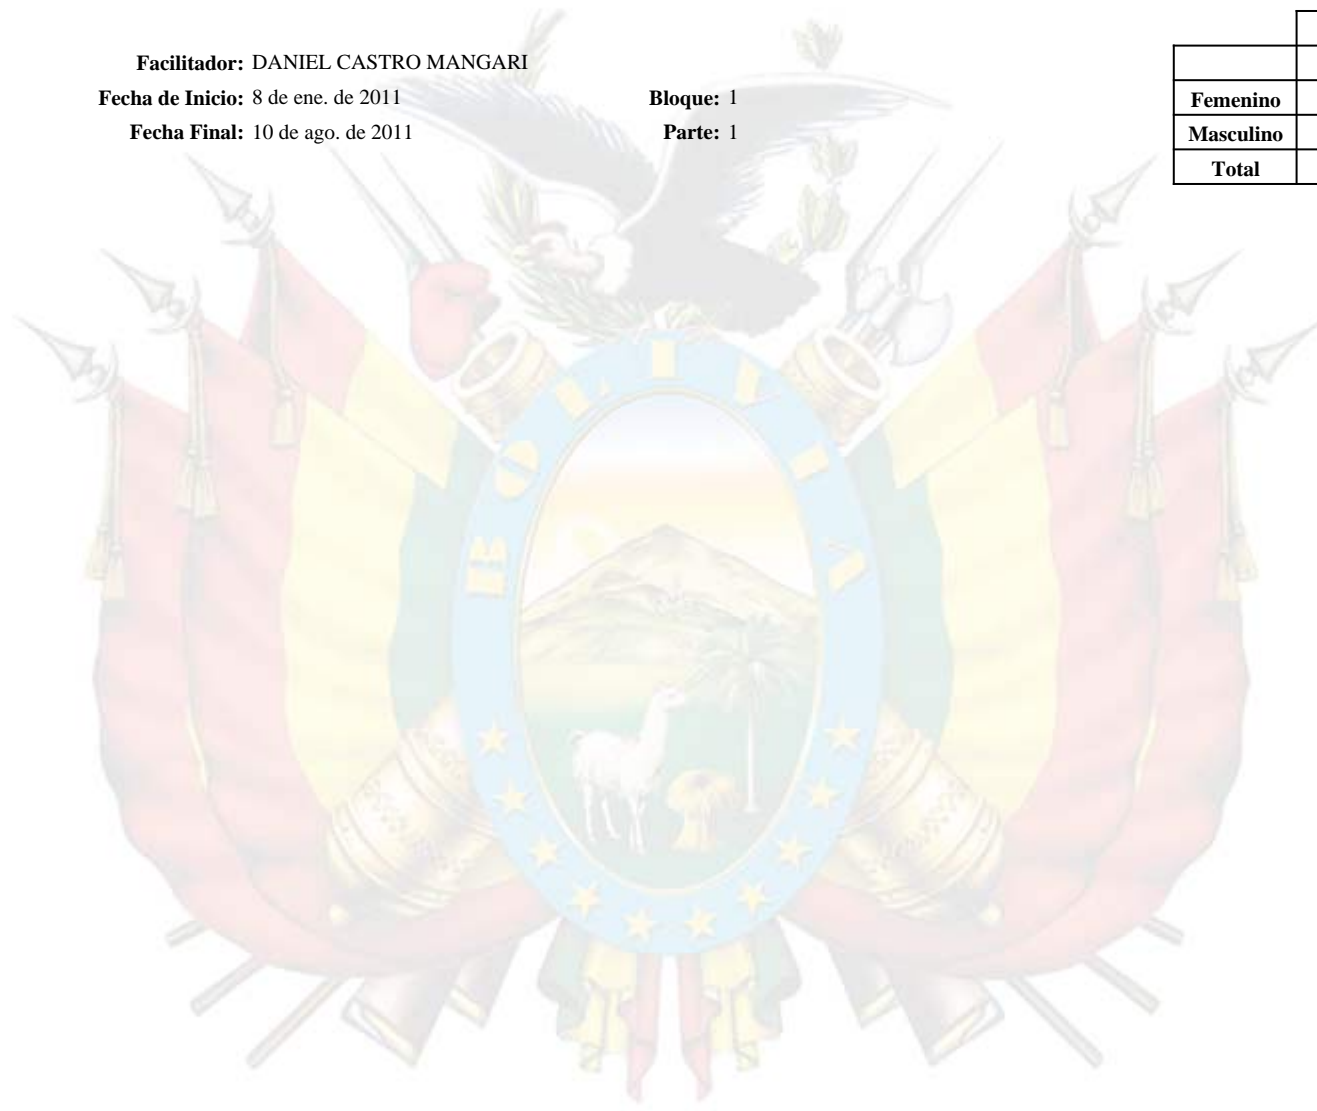 Facilitador: DANIEL CASTRO MANGARI
Fecha de Inicio: 8 de ene. de 2011
Bloque: 1
Fecha Final: 10 de ago. de 2011
Parte: 1
Femenino
Masculino
Total
BOLIVIA